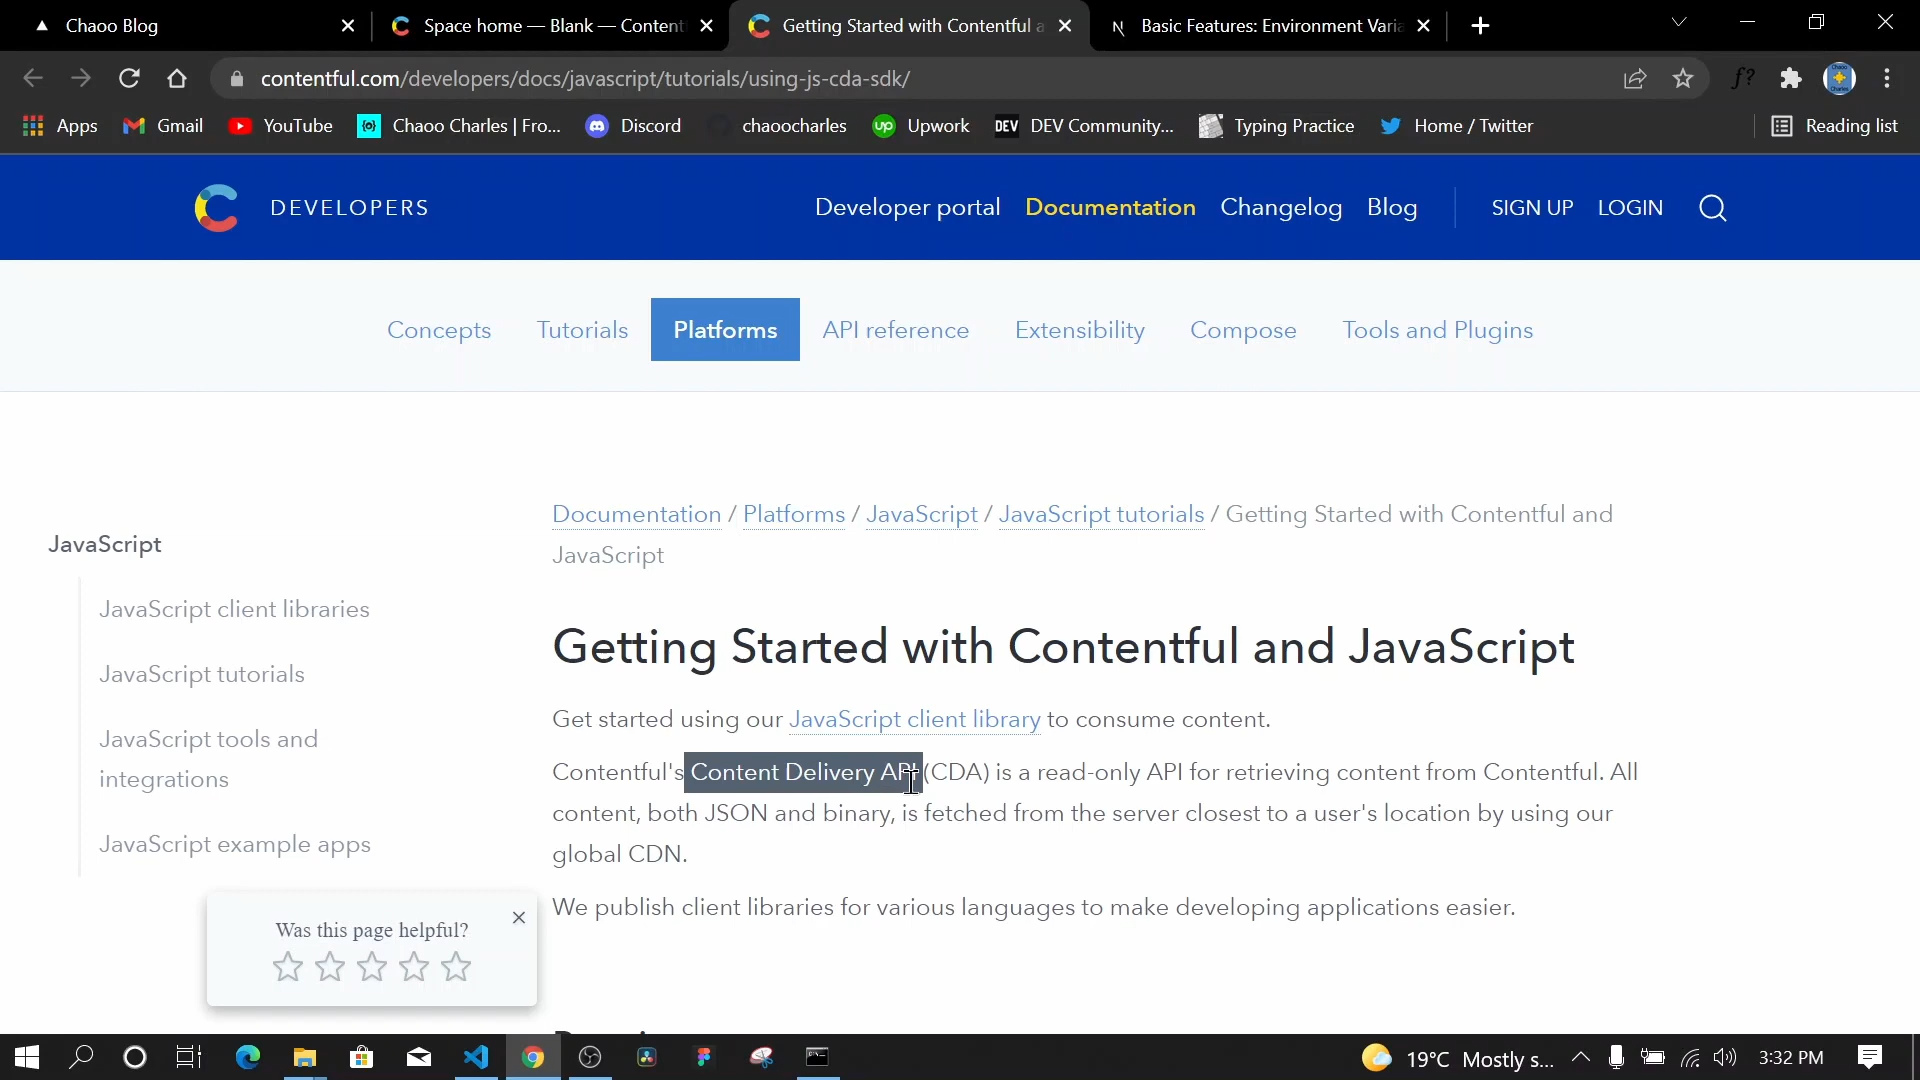 Chaoo Blog
Space home — Blank — Content
Getting Started with Contentful a
Basic Features: Environment Varia
contentful.com/developers/docs/javascript/tutorials/using-js-cda-sdk/
f?
Apps
Gmail
YouTube
Chaoo Charles | Fro...
Discord
chaoocharles
up Upwork
DEV DEV Community...
Typing Practice
Home / Twitter
Reading list
DEVELOPERS
Developer portal
Documentation
Changelog
Blog
SIGN UP
LOGIN
Concepts
Tutorials
Platforms
API reference
Extensibility
Compose
Tools and Plugins
JavaScript
JavaScript client libraries
JavaScript tutorials
JavaScript tools and
integrations
JavaScript example apps
Documentation / Platforms / JavaScript / JavaScript tutorials / Getting Started with Contentful and
JavaScript
Getting Started with Contentful and JavaScript
Get started using our JavaScript client library to consume content.
Contentful's Content Delivery API (CDA) is a read-only API for retrieving content from Contentful. All
content, both JSON and binary, is fetched from the server closest to a user's location by using our
global CDN.
We publish client libraries for various languages to make developing applications easier.
Was this page helpful?
19°C Mostly s...
3:32 PM